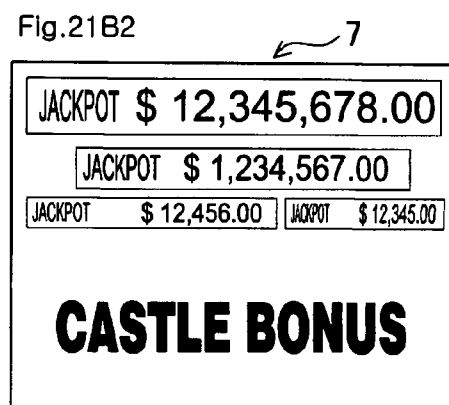 Fig.21B2
7
JACKPOT $ 12,345,678.00
JACKPOT $ 1,234,567.00
JACKPOT $ 12,456.00 JACKPOT $ 12,345.00
CASTLE BONUS